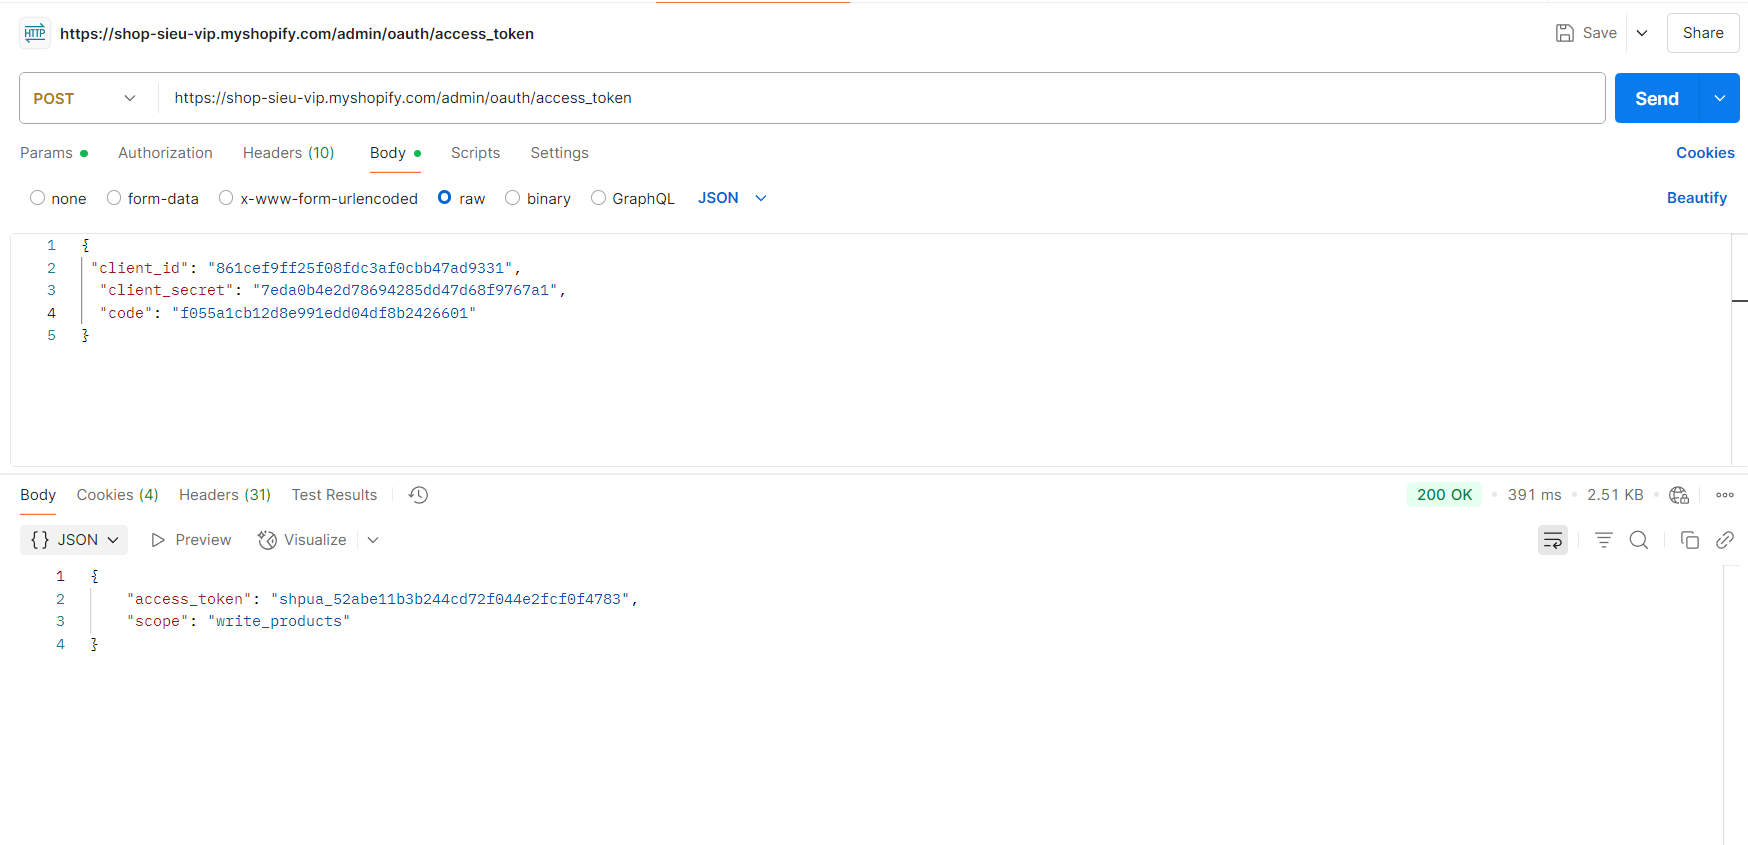 HTTP https://shop-sieu-vip.myshopify.com/admin/oauth/access_token Save Share
POST https://shop-sieu-vip.myshopify.com/admin/oauth/access_token Send
Params Authorization Headers (10) Body Scripts Settings Cookies
none form-data x-www-form-urlencoded raw binary GraphQL JSON Beautify
1 {
2 "client_id": "861cef9ff25f08fdc3af0cbb47ad9331",
3 "client_secret": "7eda0b4e2d78694285dd47d68f9767a1",
4 "code": "f055a1cb12d8e991edd04df8b2426601"
5 }
Body Cookies (4) Headers (31) Test Results 200 OK 391 ms 2.51 KB
{} JSON Preview Visualize
1 {
2 "access_token": "shpua_52abe11b3b244cd72f044e2fcf0f4783",
3 "scope": "write_products"
4 }